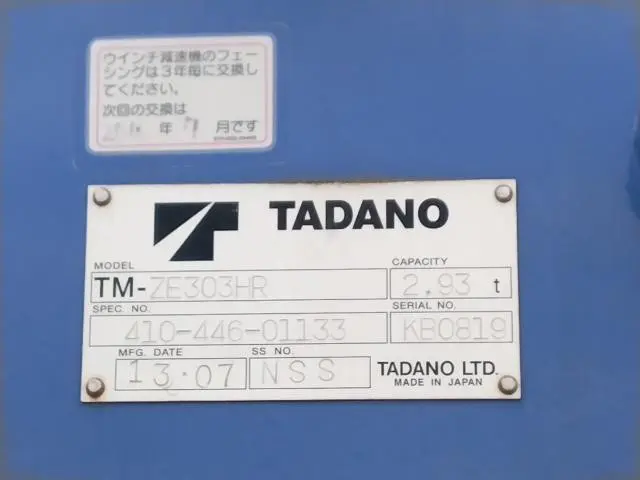 ウインチ減速機のフェー
シングは3年毎に交換し
てください。
次回の交換は
年 月です
TADANO
MODEL CAPACITY
TM-ZE303HR 2.93 t
SPEC. NO. SERIAL NO.
410-446-01133 KB0819
MFG. DATE SS NO.
13.07 NSS TADANO LTD.
MADE IN JAPAN